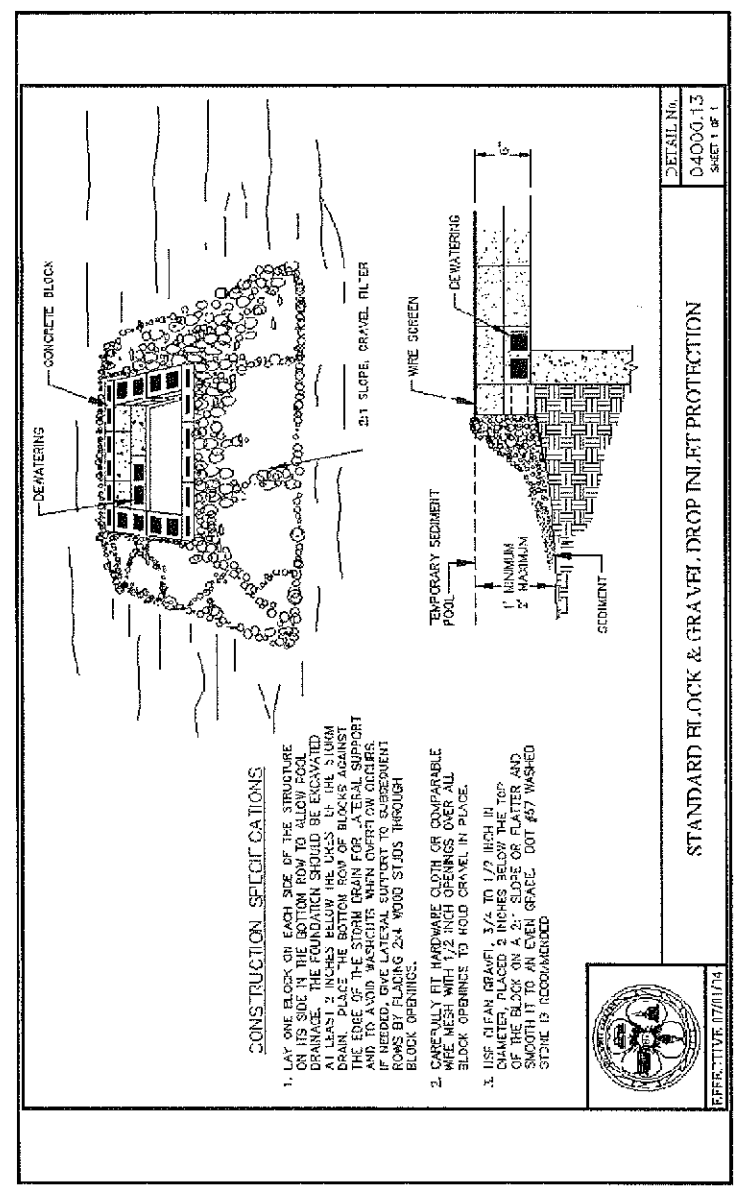 DEWATERING
CONCRETE BLOCK
2:1 SLOPE, GRAVEL FILTER
CONSTRUCTION SPECIFICATIONS
1. LAY ONE BLOCK ON EACH SIDE OF THE STRUCTURE
ON ITS SIDE IN THE BOTTOM ROW TO ALLOW POOL
DRAINAGE. THE FOUNDATION SHOULD BE EXCAVATED
AT LEAST 2 INCHES BELOW THE CREST OF THE STORM
DRAIN. PLACE THE BOTTOM ROW OF BLOCKS AGAINST
THE EDGE OF THE STORM DRAIN FOR LATERAL SUPPORT
AND TO AVOID WASHOUTS WHEN OVERFLOW OCCURS.
IF NEEDED, GIVE LATERAL SUPPORT TO SUBSEQUENT
ROWS BY PLACING 2x4 WOOD STUDS THROUGH
BLOCK OPENINGS.
2. CAREFULLY FIT HARDWARE CLOTH OR COMPARABLE
WIRE MESH WITH 1/2 INCH OPENINGS OVER ALL
BLOCK OPENINGS TO HOLD GRAVEL IN PLACE.
3. USE CLEAN GRAVEL, 3/4 TO 1/2 INCH IN
DIAMETER, PLACED 2 INCHES BELOW THE TOP
OF THE BLOCK ON A 2:1 SLOPE OR FLATTER AND
SMOOTH IT TO AN EVEN GRADE. DOT #57 WASHED
STONE IS RECOMMENDED
TEMPORARY SEDIMENT
POOL
1' MINIMUM
2' MAXIMUM
SEDIMENT
WIRE SCREEN
DEWATERING
EFFECTIVE 07/01/14
STANDARD BLOCK & GRAVEL DROP INLET PROTECTION
DETAIL No.
04000.13
SHEET 1 OF 1